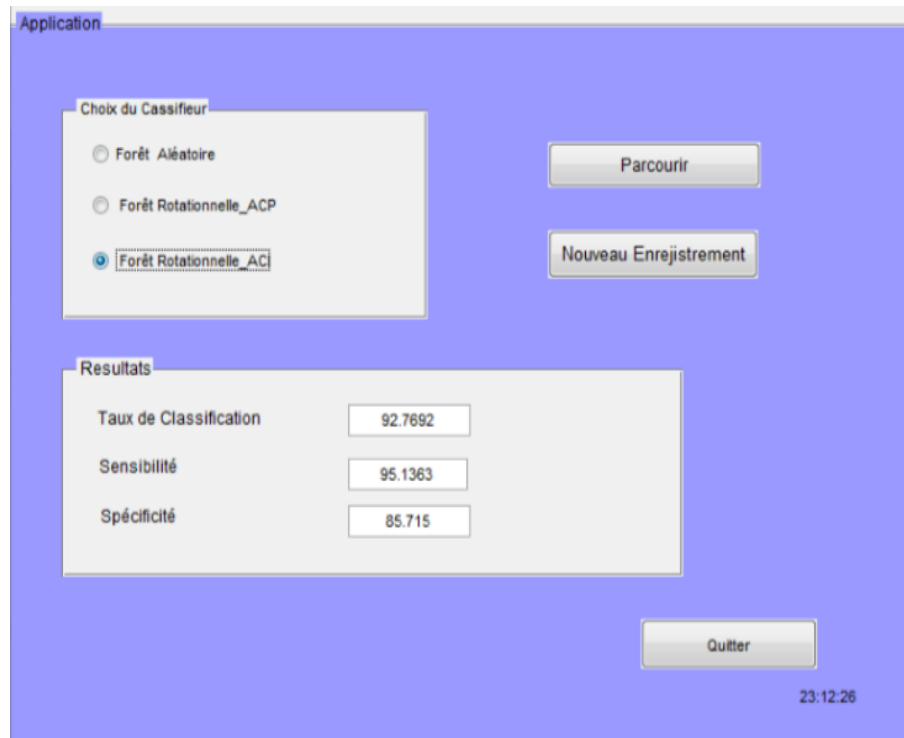 Application
Choix du Cassifieur
Forêt Aléatoire
Forêt Rotationnelle_ACP
Forêt Rotationnelle_ACI
Parcourir
Nouveau Enrejistrement
Resultats
Taux de Classification 92.7692
Sensibilité 95.1363
Spécificité 85.715
Quitter
23:12:26